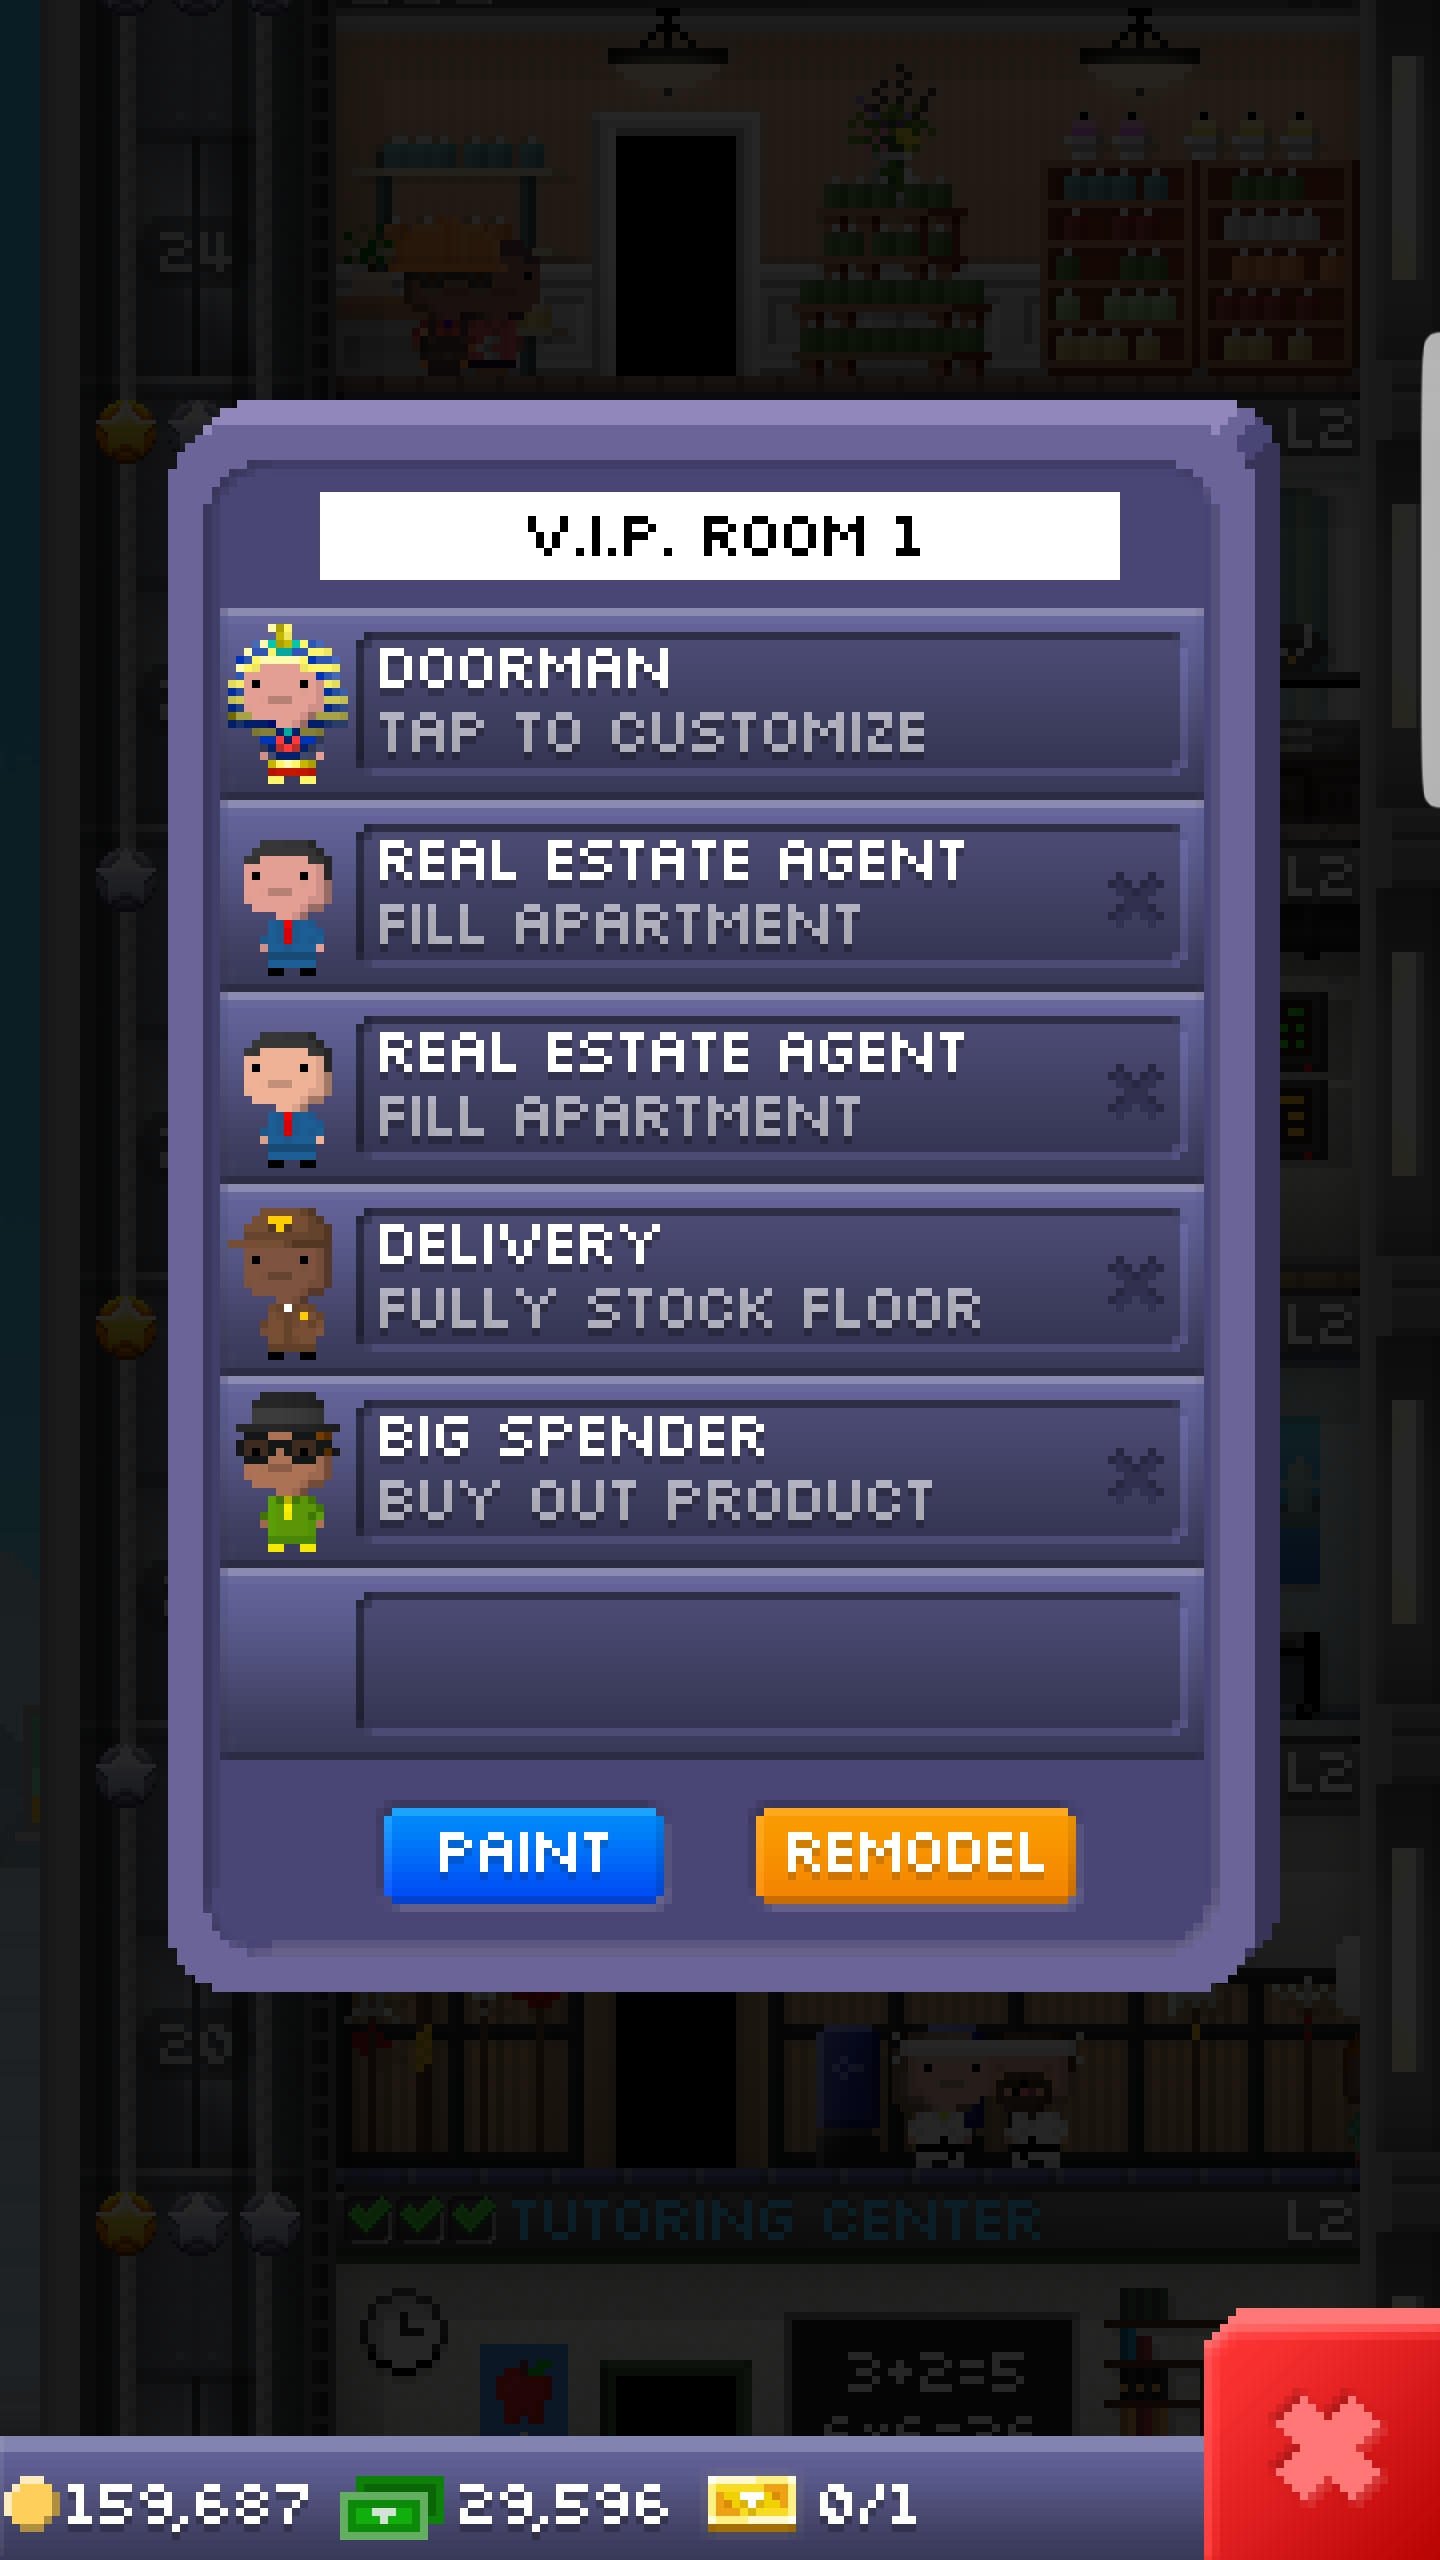 24
L2
V.I.P. ROOM 1
DOORMAN
TAP TO CUSTOMIZE
REAL ESTATE AGENT
FILL APARTMENT
L2
REAL ESTATE AGENT
FILL APARTMENT
DELIVERY
FULLY STOCK FLOOR
L2
BIG SPENDER
BUY OUT PRODUCT
L2
PAINT
REMODEL
20
TUTORING CENTER
L2
3+2=5
159,687
29,596
0/1